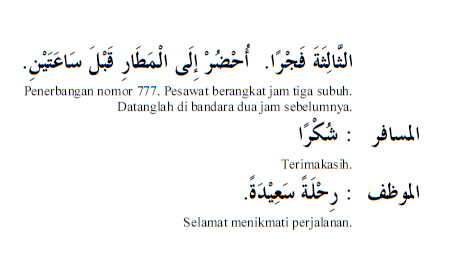 الثَّالِثَةَ فَجْرًا. أُحْضُرْ إِلَى الْمَطَارِ قَبْلَ سَاعَتَيْنِ.
Penerbangan nomor 777. Pesawat berangkat jam tiga subuh.
Datanglah di bandara dua jam sebelumnya.
المسافر : شُكْرًا
Terimakasih.
الموظف : رِحْلَةً سَعِيْدَةً.
Selamat menikmati perjalanan.